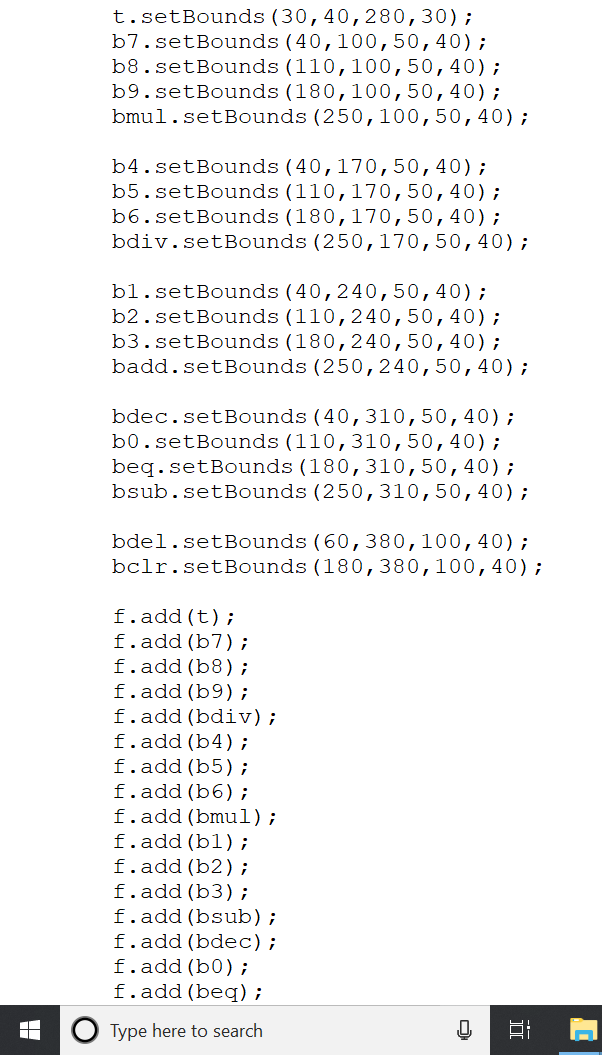 t.setBounds(30,40,280,30);
b7.setBounds(40,100,50,40);
b8.setBounds(110,100,50,40);
b9.setBounds(180,100,50,40);
bmul.setBounds(250,100,50,40);
b4.setBounds(40,170,50,40);
b5.setBounds(110,170,50,40);
b6.setBounds(180,170,50,40);
bdiv.setBounds(250,170,50,40);
b1.setBounds(40,240,50,40);
b2.setBounds(110,240,50,40);
b3.setBounds(180,240,50,40);
badd.setBounds(250,240,50,40);
bdec.setBounds(40,310,50,40);
b0.setBounds(110,310,50,40);
beq.setBounds(180,310,50,40);
bsub.setBounds(250,310,50,40);
bdel.setBounds(60,380,100,40);
bclr.setBounds(180,380,100,40);
f.add(t);
f.add(b7);
f.add(b8);
f.add(b9);
f.add(bdiv);
f.add(b4);
f.add(b5);
f.add(b6);
f.add(bmul);
f.add(b1);
f.add(b2);
f.add(b3);
f.add(bsub);
f.add(bdec);
f.add(b0);
f.add(beq);
Type here to search